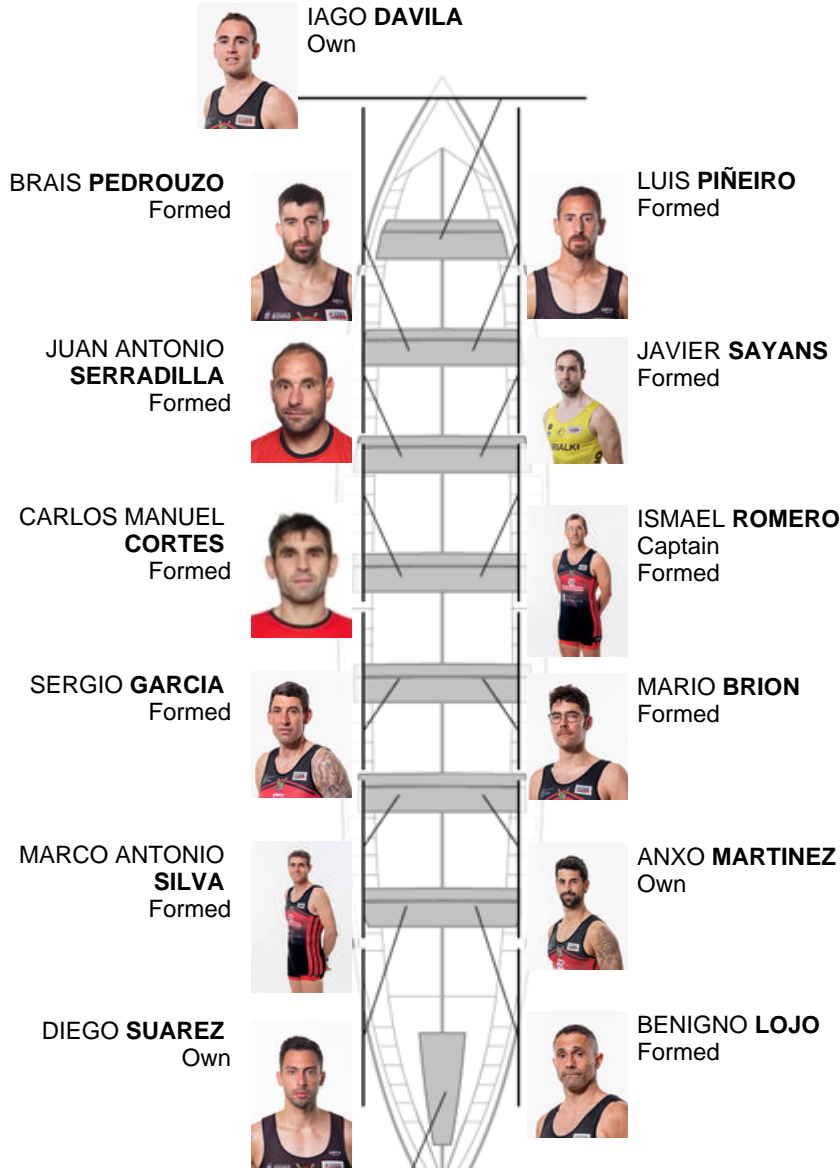 IAGO DAVILA
Own
BRAIS PEDROUZO
Formed
LUIS PIÑEIRO
Formed
JUAN ANTONIO
SERRADILLA
Formed
JAVIER SAYANS
Formed
CARLOS MANUEL
CORTES
Formed
ISMAEL ROMERO
Captain
Formed
SERGIO GARCIA
Formed
MARIO BRION
Formed
MARCO ANTONIO
SILVA
Formed
ANXO MARTINEZ
Own
DIEGO SUAREZ
Own
BENIGNO LOJO
Formed